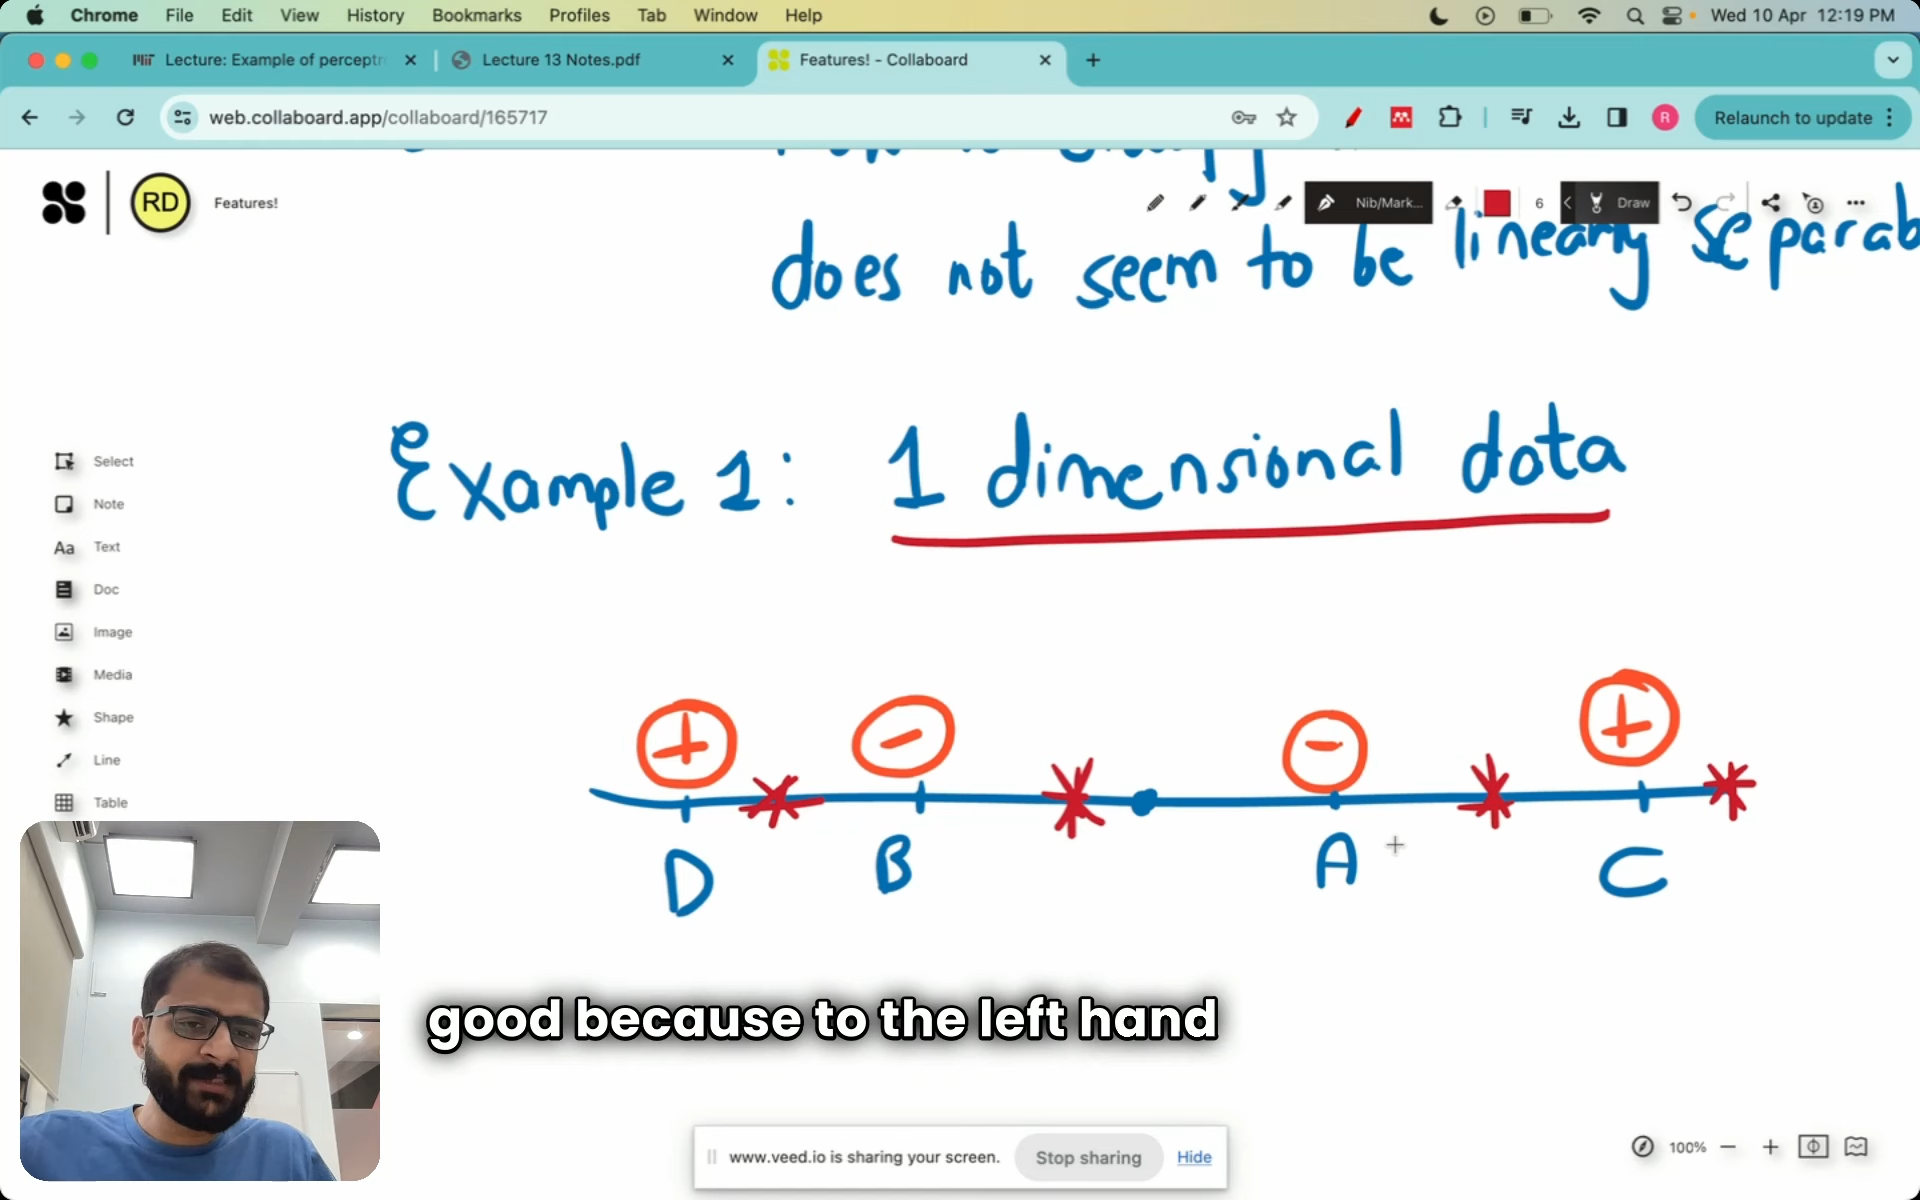 Chrome File Edit View History Bookmarks Profiles Tab Window Help Wed 10 Apr 12:19 PM
Lecture: Example of perceptr Lecture 13 Notes.pdf Features! - Collaboard
web.collaboard.app/collaboard/165717 R Relaunch to update
RD Features! Nib/Mark... 6 Draw
does not seem to be linearly separab
Example 1: 1 dimensional data
Select
Note
Aa Text
Doc
Image
Media
Shape
Line
Table
+ - - +
D B A C
good because to the left hand
www.veed.io is sharing your screen. Stop sharing Hide
100%